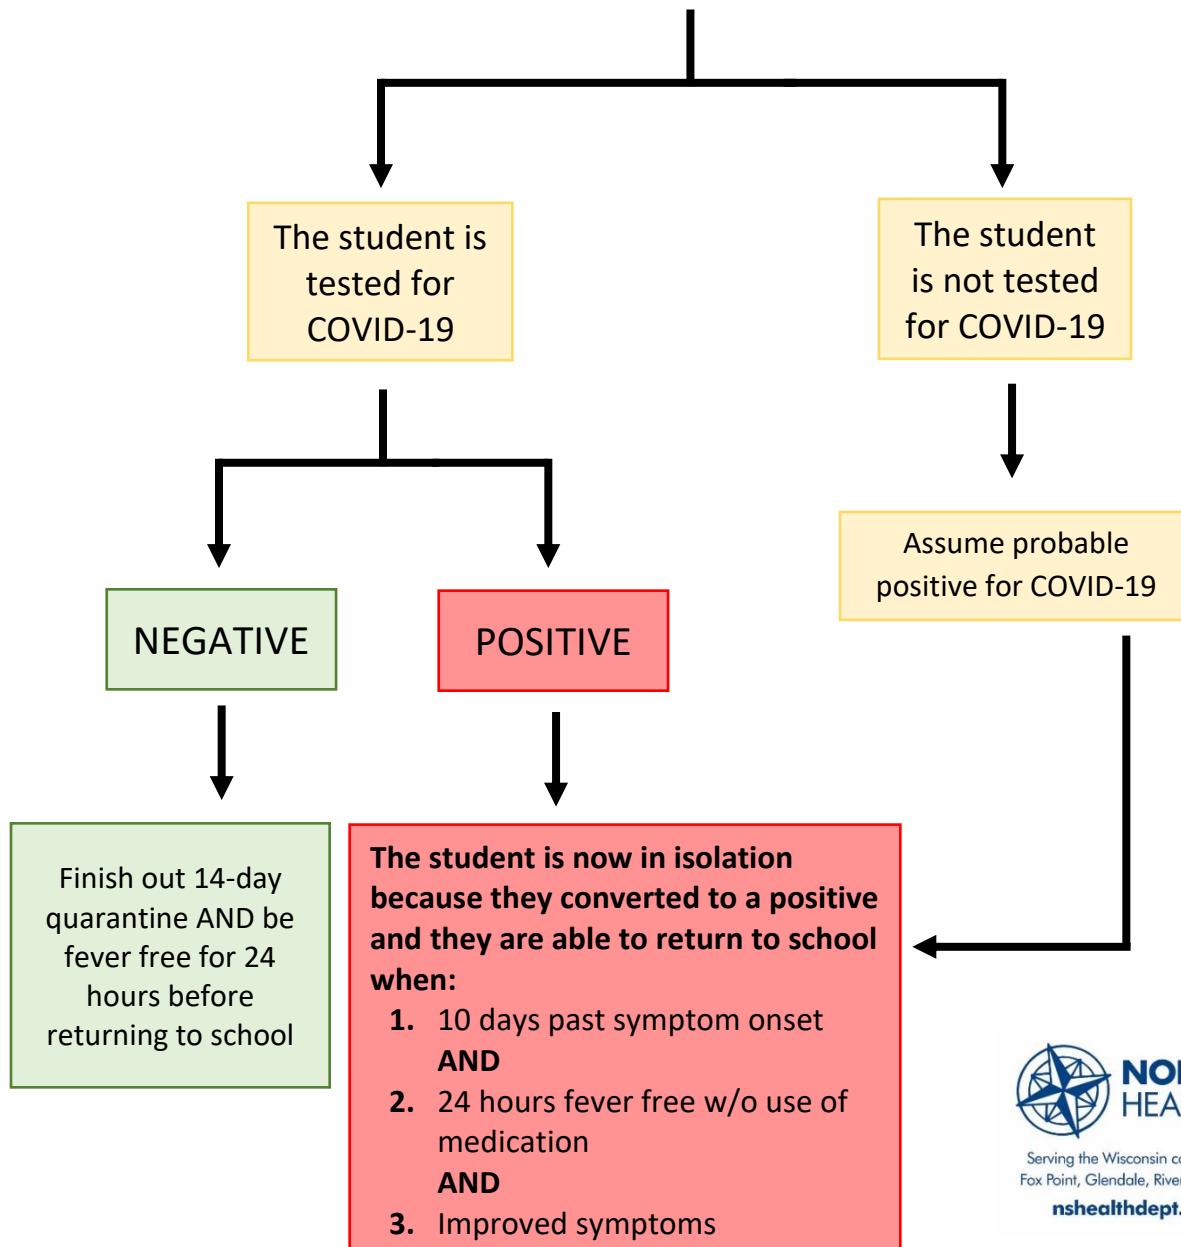 The student is
tested for
COVID-19
The student
is not tested
for COVID-19
Assume probable
positive for COVID-19
NEGATIVE
POSITIVE
Finish out 14-day
quarantine AND be
fever free for 24
hours before
returning to school
The student is now in isolation
because they converted to a positive
and they are able to return to school
when:
1. 10 days past symptom onset
AND
2. 24 hours fever free w/o use of
medication
AND
3. Improved symptoms
HEA
Serving the Wisconsin
Fox Point, Glendale, River
nshealthdept.